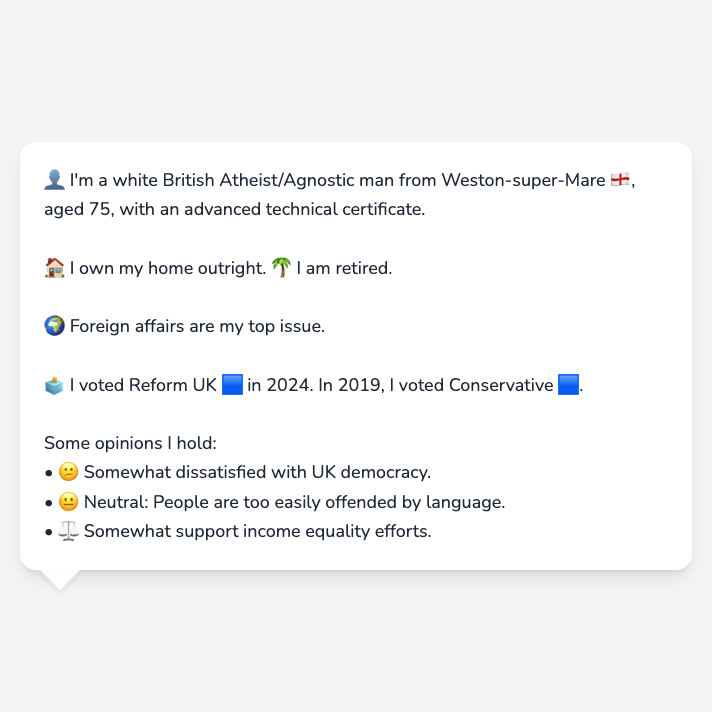 👤 I'm a white British Atheist/Agnostic man from Weston-super-Mare 🏴󠁧󠁢󠁥󠁮󠁧󠁿,
aged 75, with an advanced technical certificate.
🏠 I own my home outright. 🌴 I am retired.
🌍 Foreign affairs are my top issue.
🗳️ I voted Reform UK 🟦 in 2024. In 2019, I voted Conservative 🟦.
Some opinions I hold:
• 😕 Somewhat dissatisfied with UK democracy.
• 😐 Neutral: People are too easily offended by language.
• ⚖️ Somewhat support income equality efforts.